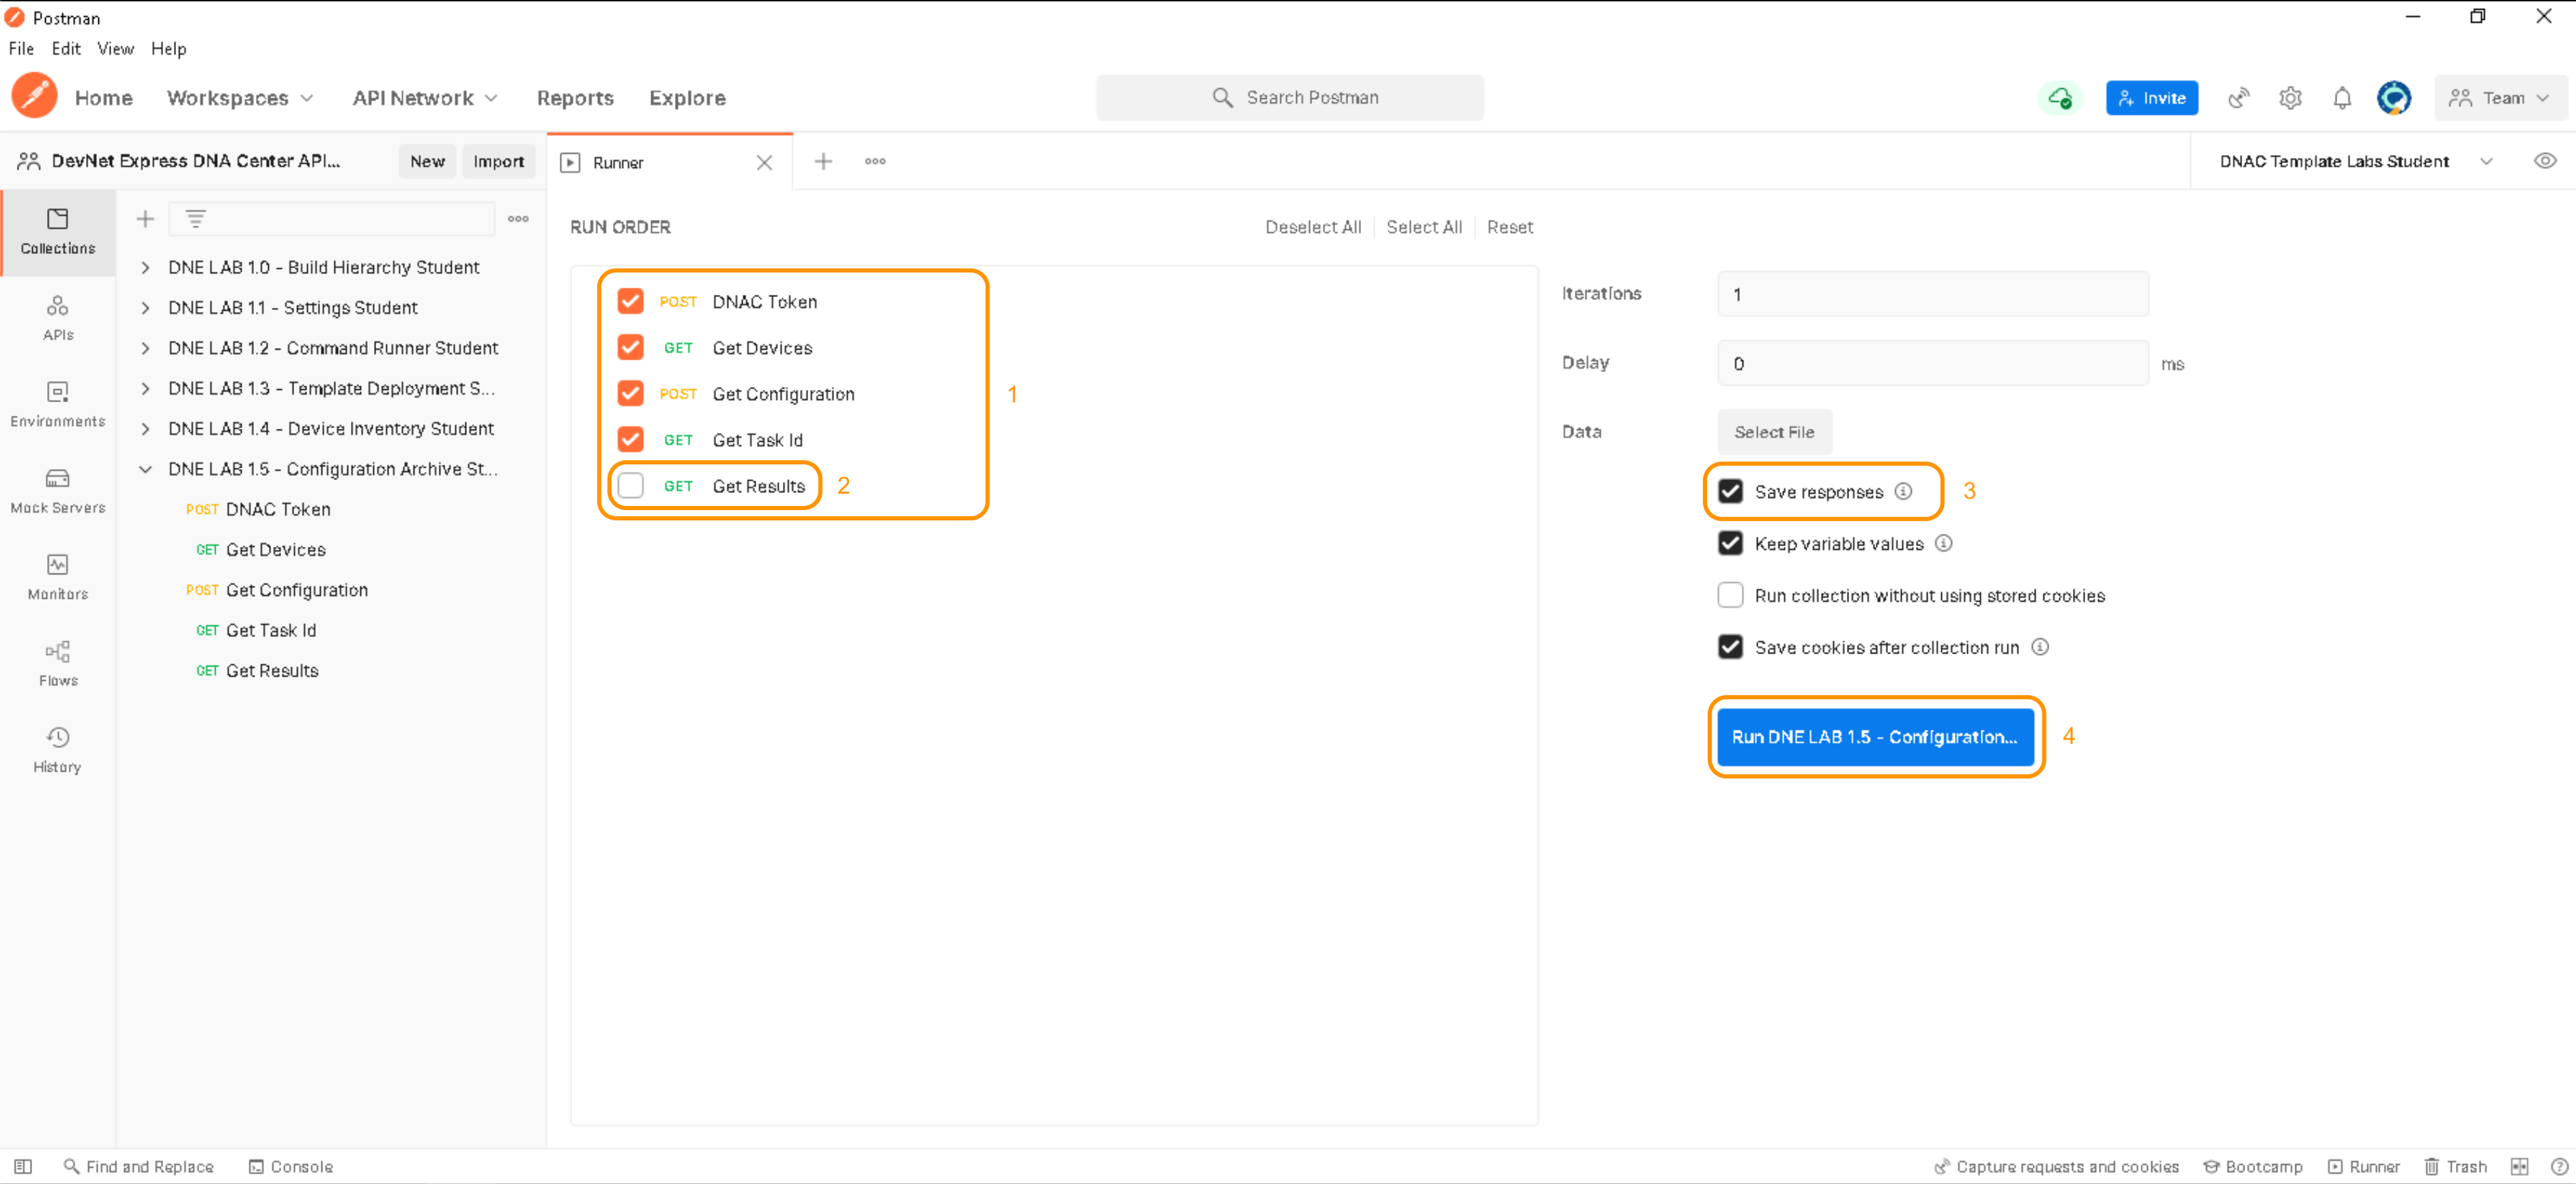 Postman
File Edit View Help
Home Workspaces API Network Reports Explore
Search Postman
Invite
Team
DevNet Express DNA Center API...
New Import
Runner
DNAC Template Labs Student
Collections
APIs
Environments
Mock Servers
Monitors
Flows
History
DNE LAB 1.0 - Build Hierarchy Student
DNE LAB 1.1 - Settings Student
DNE LAB 1.2 - Command Runner Student
DNE LAB 1.3 - Template Deployment S...
DNE LAB 1.4 - Device Inventory Student
DNE LAB 1.5 - Configuration Archive St...
POST DNAC Token
GET Get Devices
POST Get Configuration
GET Get Task Id
GET Get Results
RUN ORDER
Deselect All Select All Reset
POST DNAC Token
GET Get Devices
POST Get Configuration
1
GET Get Task Id
GET Get Results
2
Iterations 1
Delay 0 ms
Data Select File
Save responses
3
Keep variable values
Run collection without using stored cookies
Save cookies after collection run
Run DNE LAB 1.5 - Configuration...
4
Find and Replace Console
Capture requests and cookies Bootcamp Runner Trash